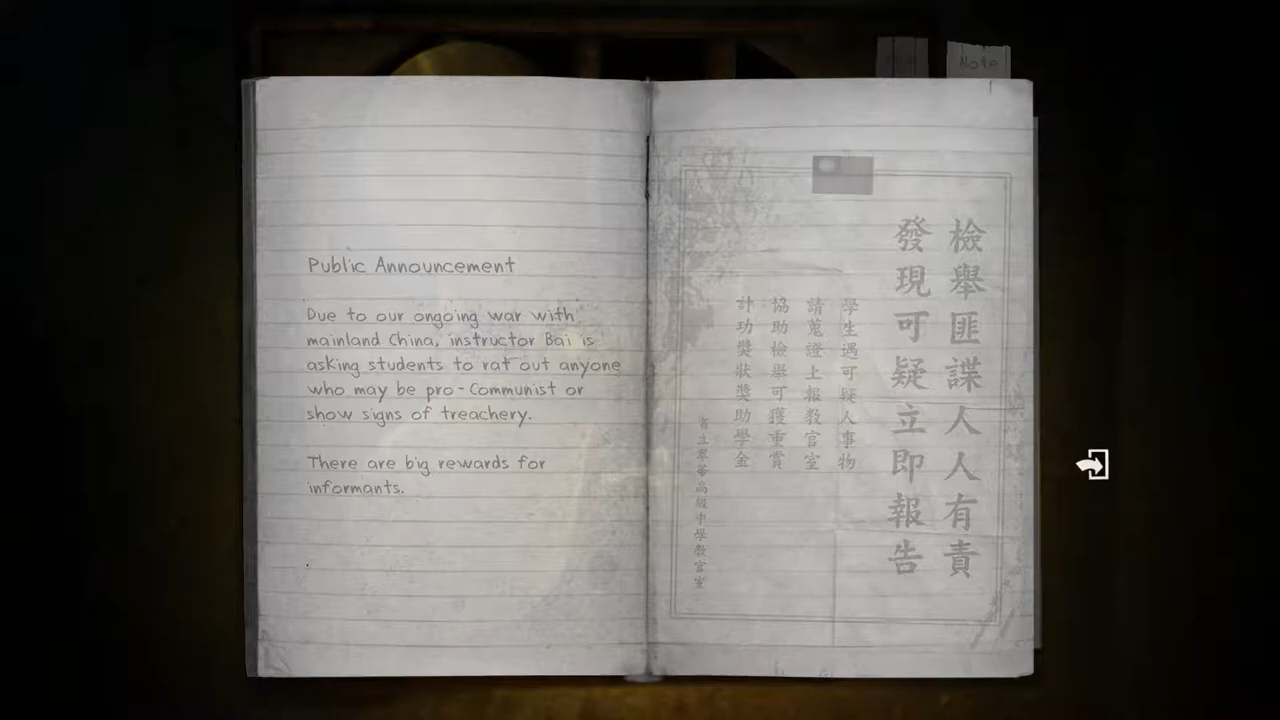 Note
Public Announcement
Due to our ongoing war with
mainland China, instructor Bai is
asking students to rat out anyone
who may be pro-Communist or
show signs of treachery.
There are big rewards for
informants.
檢舉匪諜人人有責
發現可疑立即報告
學生遇可疑人事物
請蒐證上報教官室
協助檢舉可獲重賞
計功獎狀獎助學金
省立翠華高級中學教官室